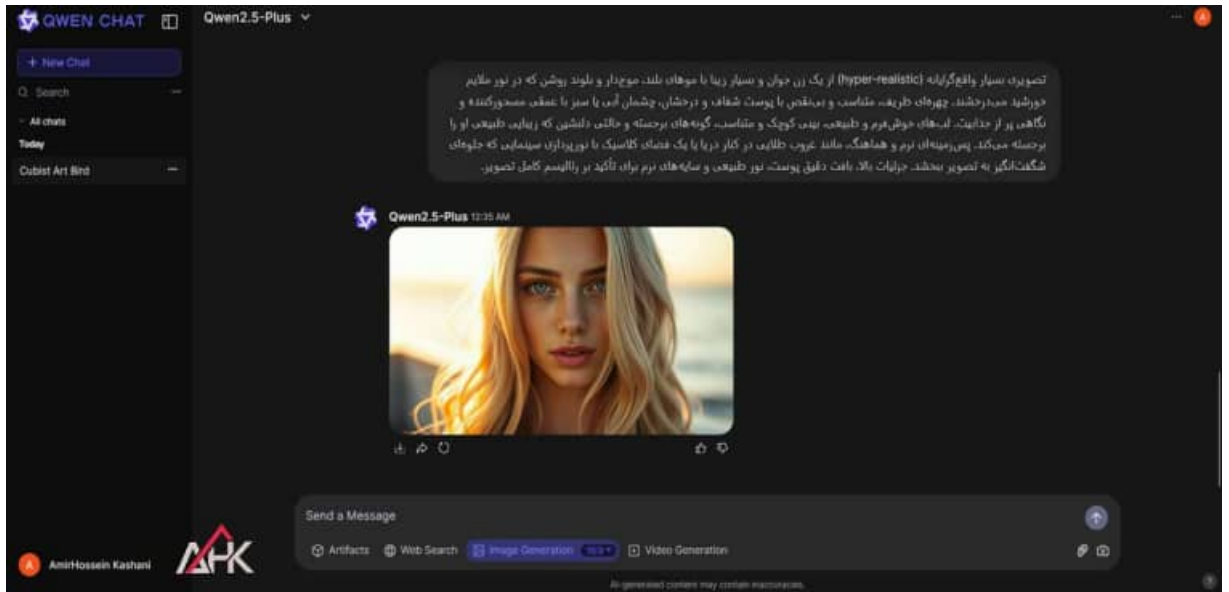 QWEN CHAT
Qwen2.5-Plus
+ New Chat
Search
All chats
Today
Cubist Art Bird
تصویری بسیار واقع‌گرایانه (hyper-realistic) از یک زن جوان و بسیار زیبا با موهای بلند، موج‌دار و بلوند روشن که در نور ملایم
خورشید می‌درخشند. چهره‌ای ظریف، متناسب و بی‌نقص با پوست شفاف و درخشان، چشمان آبی یا سبز با عمقی مسحورکننده و
نگاهی پر از جذابیت. لب‌های خوش‌فرم و طبیعی، بینی کوچک و متناسب، گونه‌های برجسته و حالتی دلنشین که زیبایی طبیعی او را
برجسته می‌کند. پس‌زمینه‌ای نرم و هماهنگ، مانند غروب طلایی در کنار دریا یا یک فضای کلاسیک با نورپردازی سینمایی که جلوه‌ای
شگفت‌انگیز به تصویر ببخشد. جزئیات بالا، بافت دقیق پوست، نور طبیعی و سایه‌های نرم برای تأکید بر رئالیسم کامل تصویر.
Qwen2.5-Plus 12:35 AM
Send a Message
Artifacts Web Search Image Generation Video Generation
A AmirHossein Kashani
AHK
AI-generated content may contain inaccuracies.